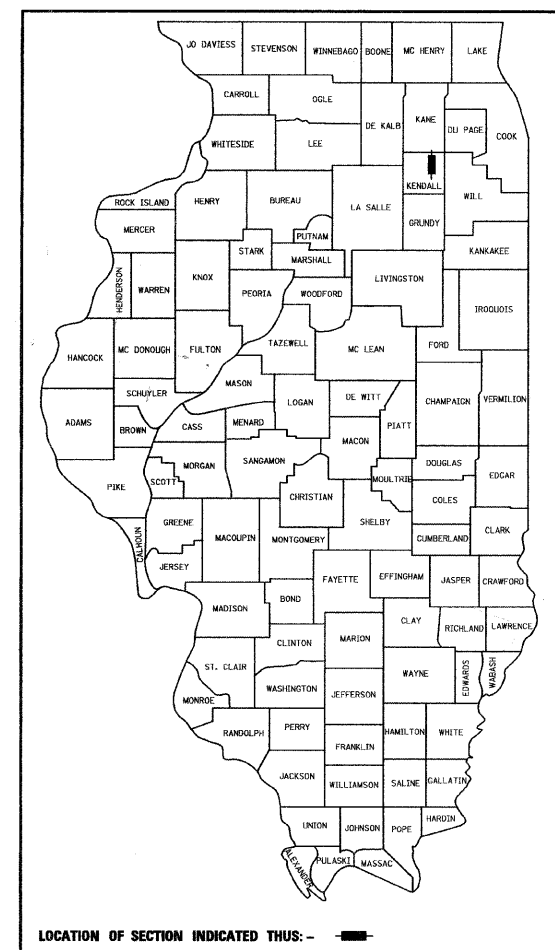 JO DAVIESS STEVENSON WINNEBAGO BOONE MC HENRY LAKE
CARROLL OGLE DE KALB KANE DU PAGE COOK
WHITESIDE LEE
KENDALL WILL
ROCK ISLAND HENRY BUREAU LA SALLE GRUNDY
MERCER PUTNAM
STARK MARSHALL KANKAKEE
HENDERSON WARREN KNOX PEORIA WOODFORD LIVINGSTON
IROQUOIS
HANCOCK MC DONOUGH FULTON TAZEWELL MC LEAN FORD
MASON
SCHUYLER LOGAN DE WITT CHAMPAIGN VERMILION
ADAMS BROWN CASS MENARD PIATT
MACON
MORGAN SANGAMON DOUGLAS
PIKE SCOTT CHRISTIAN MOULTRIE EDGAR
COLES
GREENE SHELBY
CALHOUN MACOUPIN MONTGOMERY CUMBERLAND CLARK
JERSEY FAYETTE EFFINGHAM JASPER CRAWFORD
MADISON BOND
CLAY RICHLAND LAWRENCE
CLINTON MARION
ST. CLAIR WAYNE EDWARDS WABASH
WASHINGTON JEFFERSON
MONROE
RANDOLPH PERRY HAMILTON WHITE
FRANKLIN
JACKSON WILLIAMSON SALINE GALLATIN
UNION JOHNSON POPE HARDIN
ALEXANDER PULASKI MASSAC
LOCATION OF SECTION INDICATED THUS: -